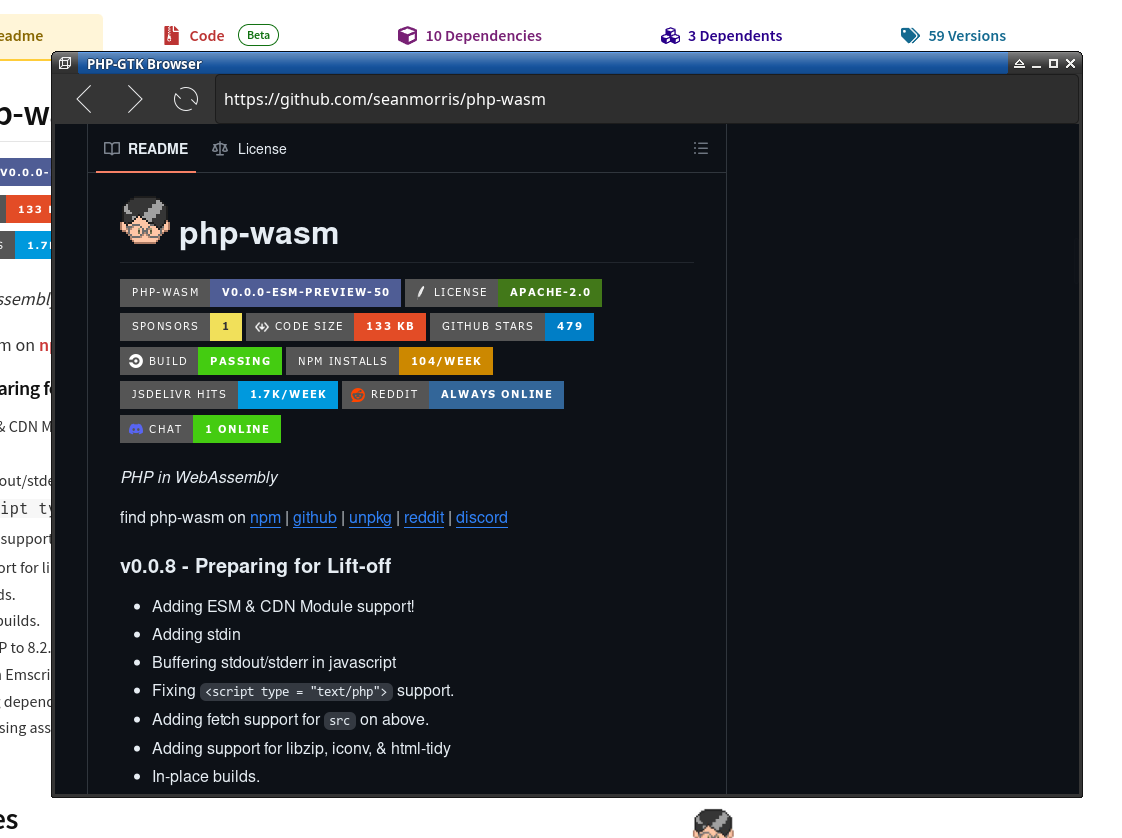 eadme Code Beta 10 Dependencies 3 Dependents 59 Versions
PHP-GTK Browser
https://github.com/seanmorris/php-wasm
README License
p-w
php-wasm
V0.0.0-
PHP-WASM V0.0.0-ESM-PREVIEW-50 LICENSE APACHE-2.0
133
SPONSORS 1 CODE SIZE 133 KB GITHUB STARS 479
S 1.7
BUILD PASSING NPM INSTALLS 104/WEEK
JSDELIVR HITS 1.7K/WEEK REDDIT ALWAYS ONLINE
CHAT 1 ONLINE
ssembly
PHP in WebAssembly
m on np
find php-wasm on npm | github | unpkg | reddit | discord
aring fo
v0.0.8 - Preparing for Lift-off
& CDN M
Adding ESM & CDN Module support!
Adding stdin
out/stde
Buffering stdout/stderr in javascript
ipt ty
Fixing <script type = "text/php"> support.
support
Adding fetch support for src on above.
ort for li
Adding support for libzip, iconv, & html-tidy
ds.
In-place builds.
builds.
P to 8.2.
Emscri
depend
sing ass
es